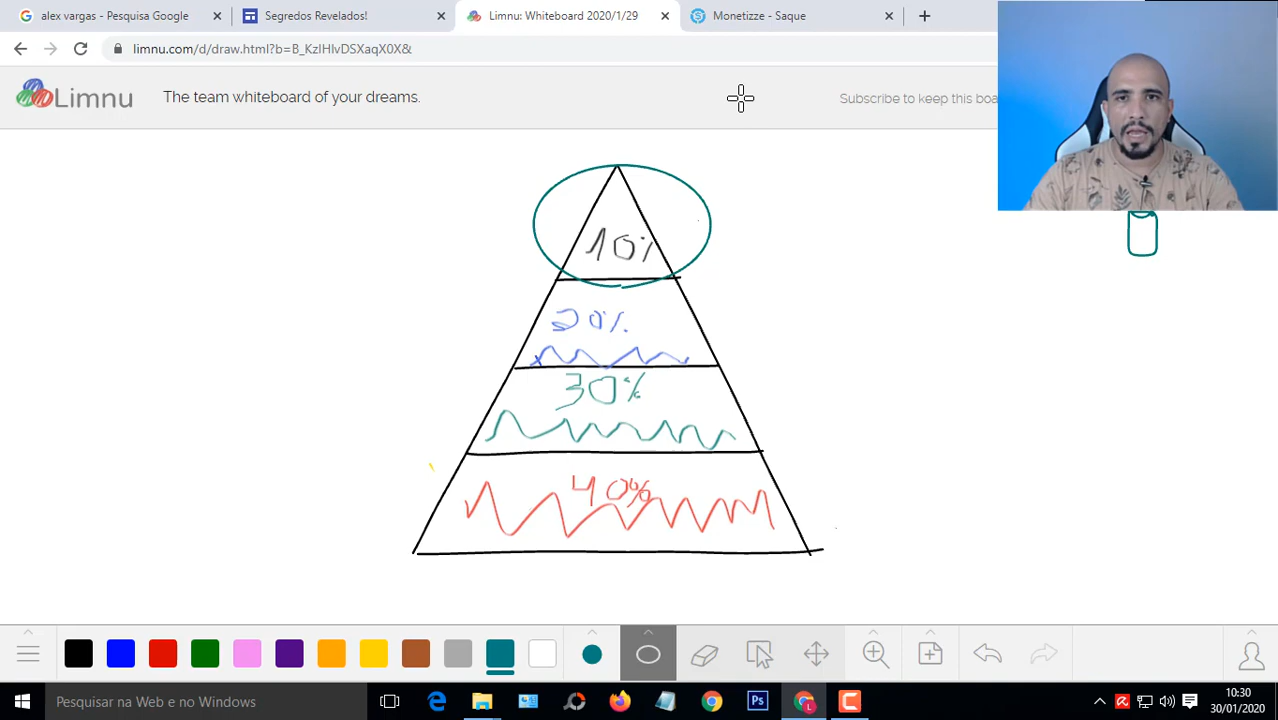 alex vargas - Pesquisa Google
Segredos Revelados!
Limnu: Whiteboard 2020/1/29
Monetizze - Saque
limnu.com/d/draw.html?b=B_KzIHlvDSXaqX0X&
Limnu
The team whiteboard of your dreams.
Subscribe to keep this boa
10%
20%
30%
40%
Pesquisar na Web e no Windows
Ps
L
10:30
30/01/2020